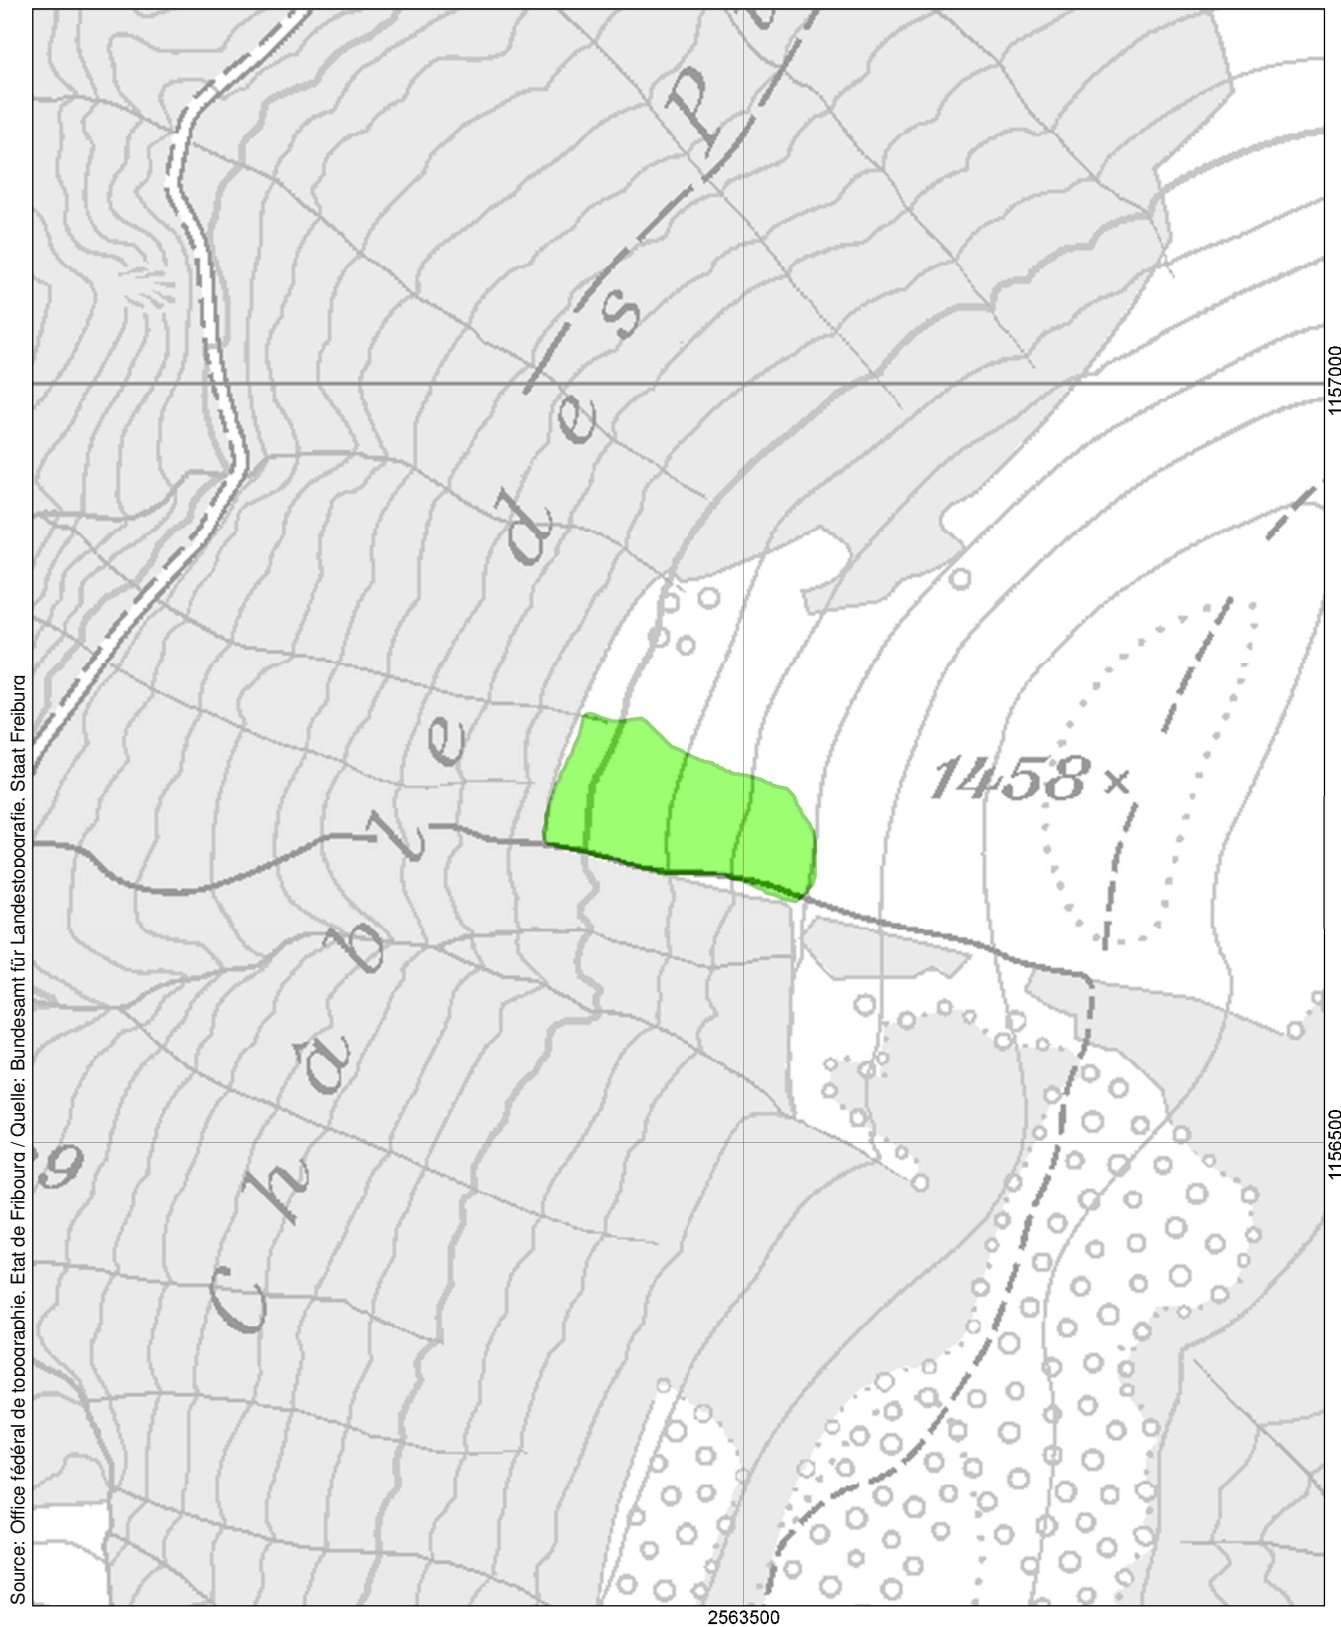 Source: Office fédéral de topographie. Etat de Fribourg / Quelle: Bundesamt für Landestopografie. Staat Freiburg
Châble des P
1458
9
1157000
1156500
2563500